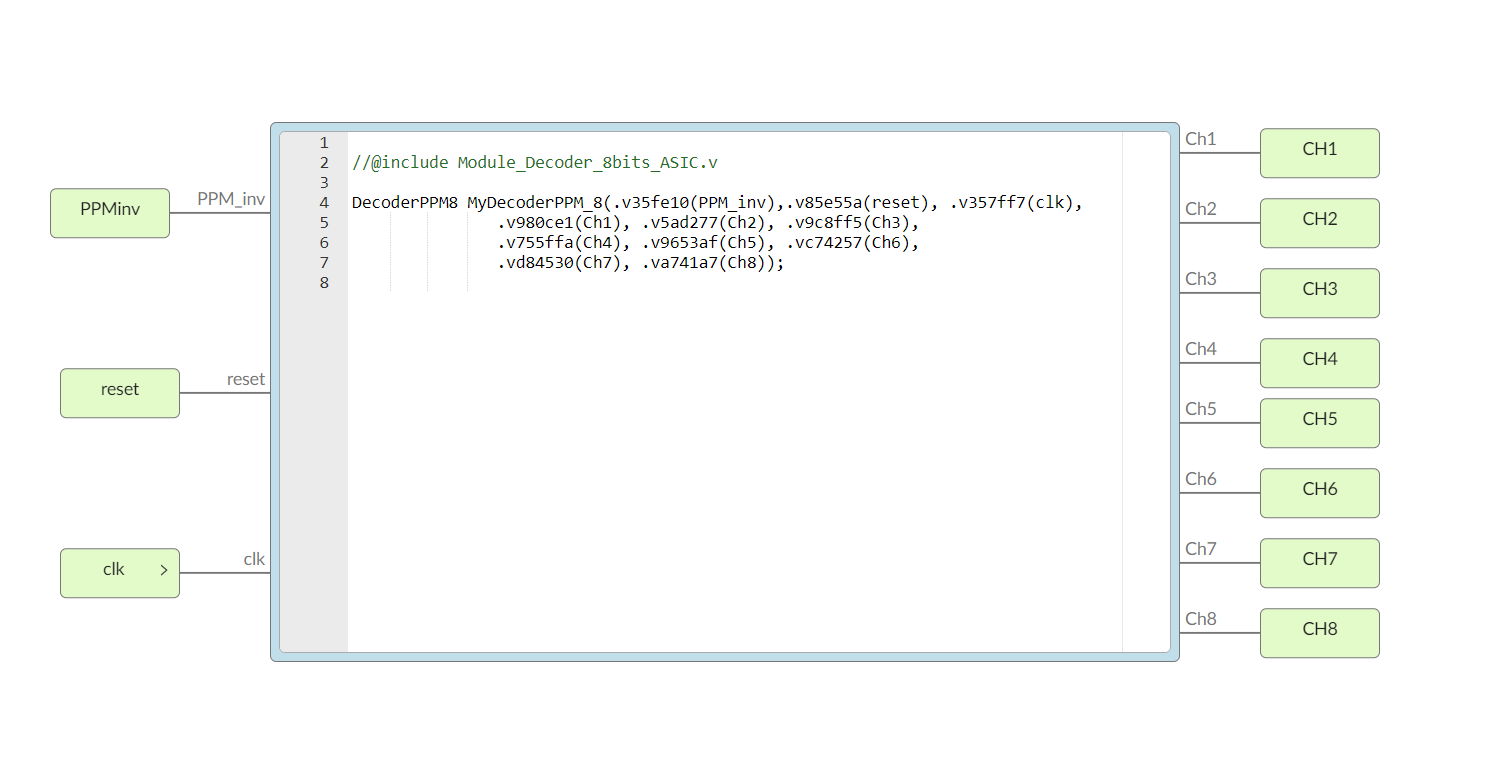 PPMinv
PPM_inv
reset
reset
clk
>
clk
1
2 //@include Module_Decoder_8bits_ASIC.v
3
4 DecoderPPM8 MyDecoderPPM_8(.v35fe10(PPM_inv),.v85e55a(reset), .v357ff7(clk),
5 .v980ce1(Ch1), .v5ad277(Ch2), .v9c8ff5(Ch3),
6 .v755ffa(Ch4), .v9653af(Ch5), .vc74257(Ch6),
7 .vd84530(Ch7), .va741a7(Ch8));
8
Ch1
CH1
Ch2
CH2
Ch3
CH3
Ch4
CH4
Ch5
CH5
Ch6
CH6
Ch7
CH7
Ch8
CH8